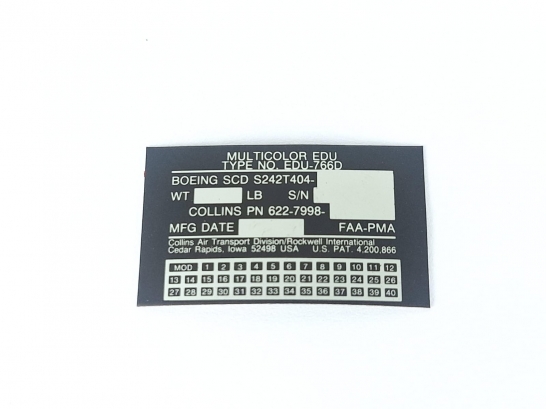 MULTICOLOR EDU
TYPE NO. EDU-766D
BOEING SCD S242T404-
WT LB S/N
COLLINS PN 622-7998-
MFG DATE FAA-PMA
Collins Air Transport Division/Rockwell International
Cedar Rapids, Iowa 52498 USA U.S. PAT. 4,200,866
MOD 1 2 3 4 5 6 7 8 9 10 11 12
13 14 15 16 17 18 19 20 21 22 23 24 25 26
27 28 29 30 31 32 33 34 35 36 37 38 39 40